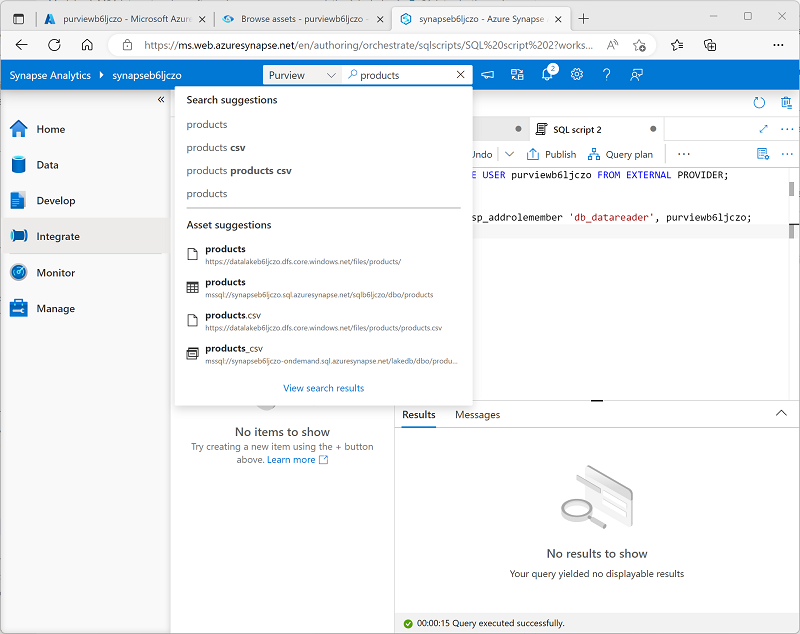 purviewb6ljczo - Microsoft Azure
Browse assets - purviewb6ljczo -
synapseb6ljczo - Azure Synapse
https://ms.web.azuresynapse.net/en/authoring/orchestrate/sqlscripts/SQL%20script%202?works...
Synapse Analytics
synapseb6ljczo
Purview
products
2
Search suggestions
products
products csv
products products csv
products
Asset suggestions
products
https://datalakeb6ljczo.dfs.core.windows.net/files/products/
products
mssql://synapseb6ljczo.sql.azuresynapse.net/sqlb6ljczo/dbo/products
products.csv
https://datalakeb6ljczo.dfs.core.windows.net/files/products/products.csv
products_csv
mssql://synapseb6ljczo-ondemand.sql.azuresynapse.net/lakedb/dbo/produ...
View search results
Home
Data
Develop
Integrate
Monitor
Manage
No items to show
Try creating a new item using the + button
above. Learn more
SQL script 2
Undo
Publish
Query plan
E USER purviewb6ljczo FROM EXTERNAL PROVIDER;
sp_addrolemember 'db_datareader', purviewb6ljczo;
Results
Messages
No results to show
Your query yielded no displayable results
00:00:15 Query executed successfully.